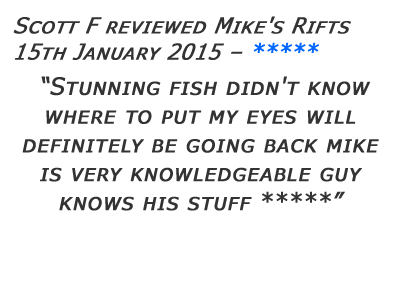 Scott F reviewed Mike's Rifts
15th January 2015 – *****
“Stunning fish didn't know
where to put my eyes will
definitely be going back mike
is very knowledgeable guy
knows his stuff *****”